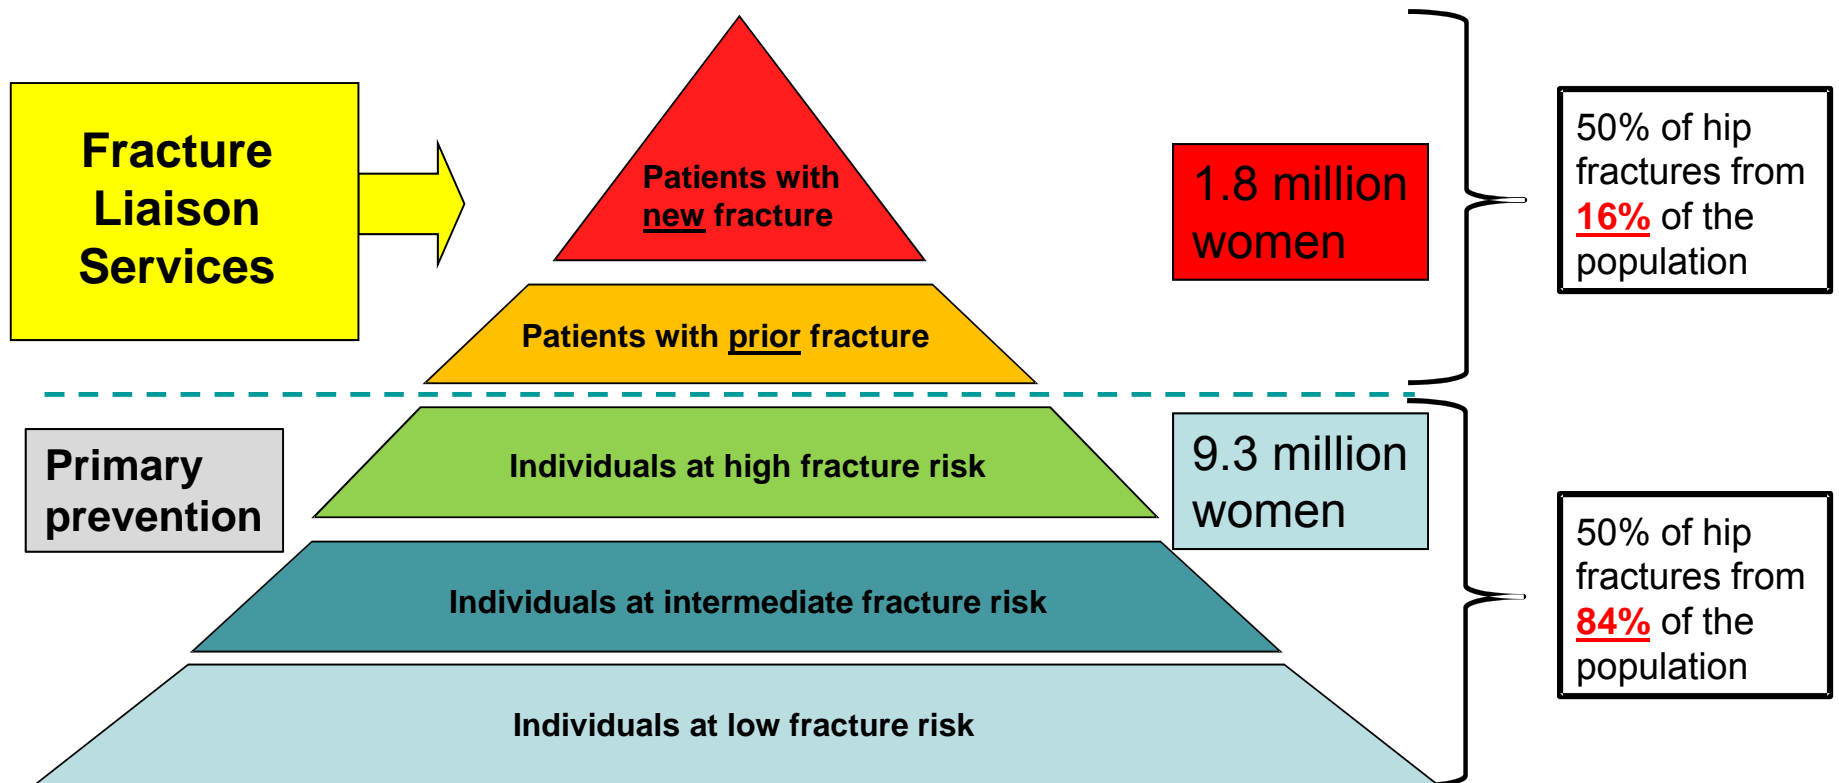 Fracture
Liaison
Services
Patients with
new fracture
1.8 million
women
50% of hip
fractures from
16% of the
population
Patients with prior fracture
Primary
prevention
Individuals at high fracture risk
9.3 million
women
50% of hip
fractures from
84% of the
population
Individuals at intermediate fracture risk
Individuals at low fracture risk